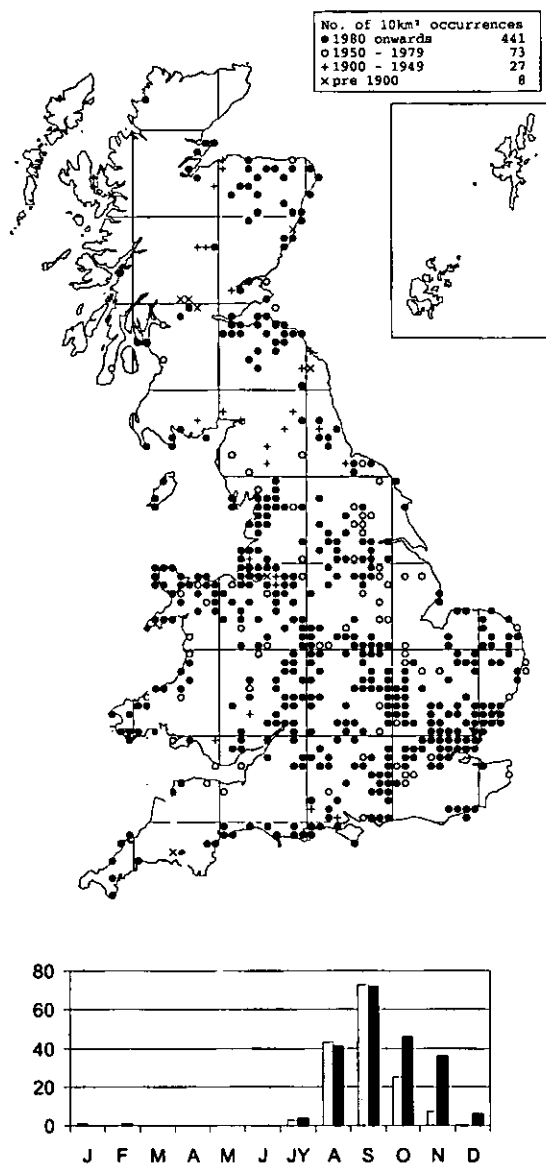 No. of 10km² occurrences
● 1980 onwards 441
○ 1950 - 1979 73
+ 1900 - 1949 27
× pre 1900 8
80
60
40
20
0
J F M A M J JY A S O N D